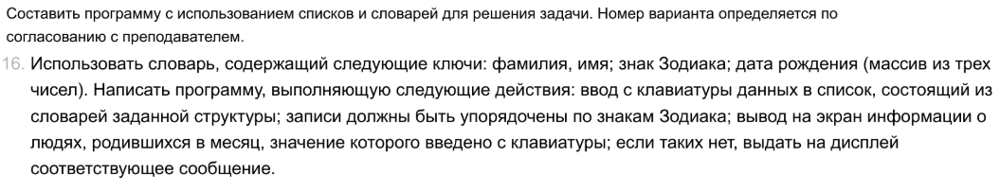 Составить программу с использованием списков и словарей для решения задачи. Номер варианта определяется по
согласованию с преподавателем.
16. Использовать словарь, содержащий следующие ключи: фамилия, имя; знак Зодиака; дата рождения (массив из трех
чисел). Написать программу, выполняющую следующие действия: ввод с клавиатуры данных в список, состоящий из
словарей заданной структуры; записи должны быть упорядочены по знакам Зодиака; вывод на экран информации о
людях, родившихся в месяц, значение которого введено с клавиатуры; если таких нет, выдать на дисплей
соответствующее сообщение.